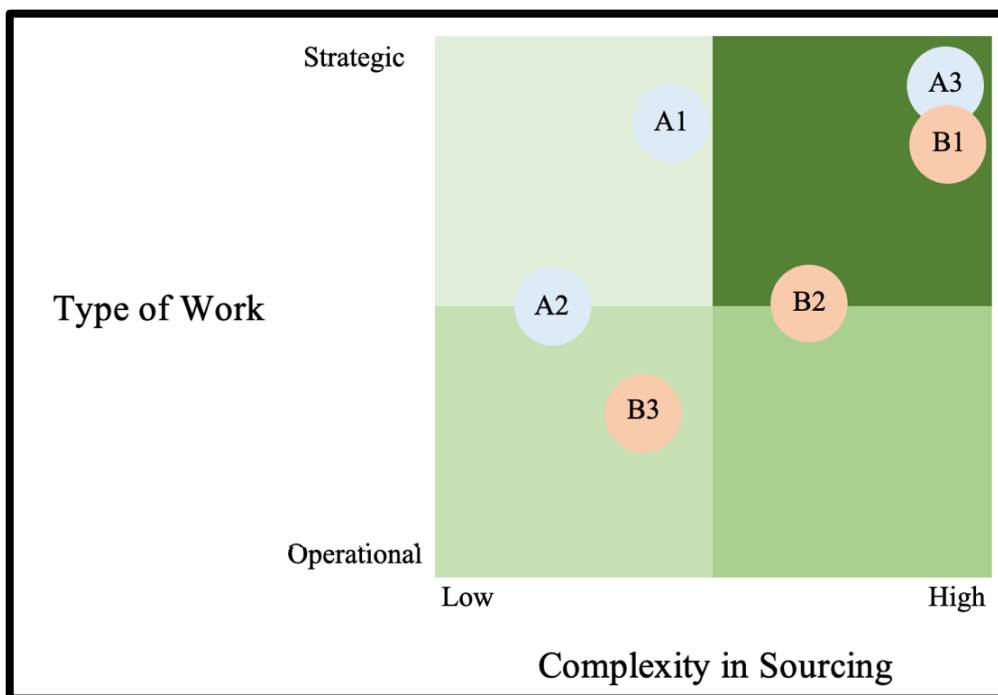 Strategic
A3
A1
B1
Type of Work
A2
B2
B3
Operational
Low
High
Complexity in Sourcing